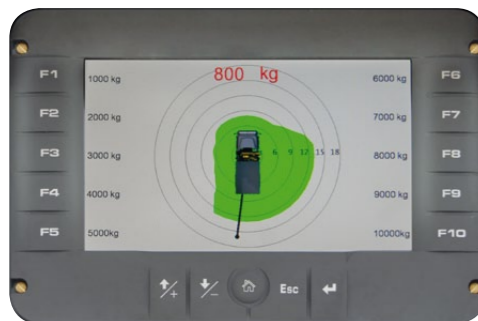 800 kg
F1 1000 kg 6000 kg F6
F2 2000 kg 7000 kg F7
F3 3000 kg 6 9 12 15 18 8000 kg F8
F4 4000 kg 9000 kg F9
F5 5000kg 10000kg F10
+ - Esc